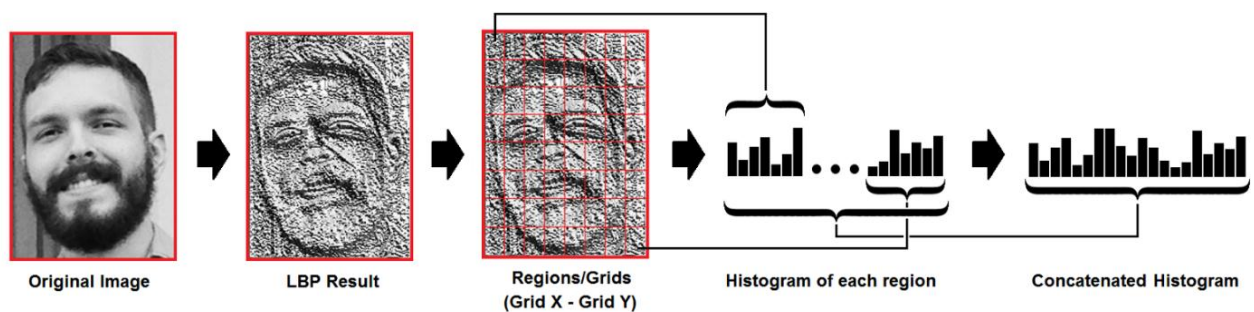 Original Image
LBP Result
Regions/Grids
(Grid X - Grid Y)
Histogram of each region
Concatenated Histogram